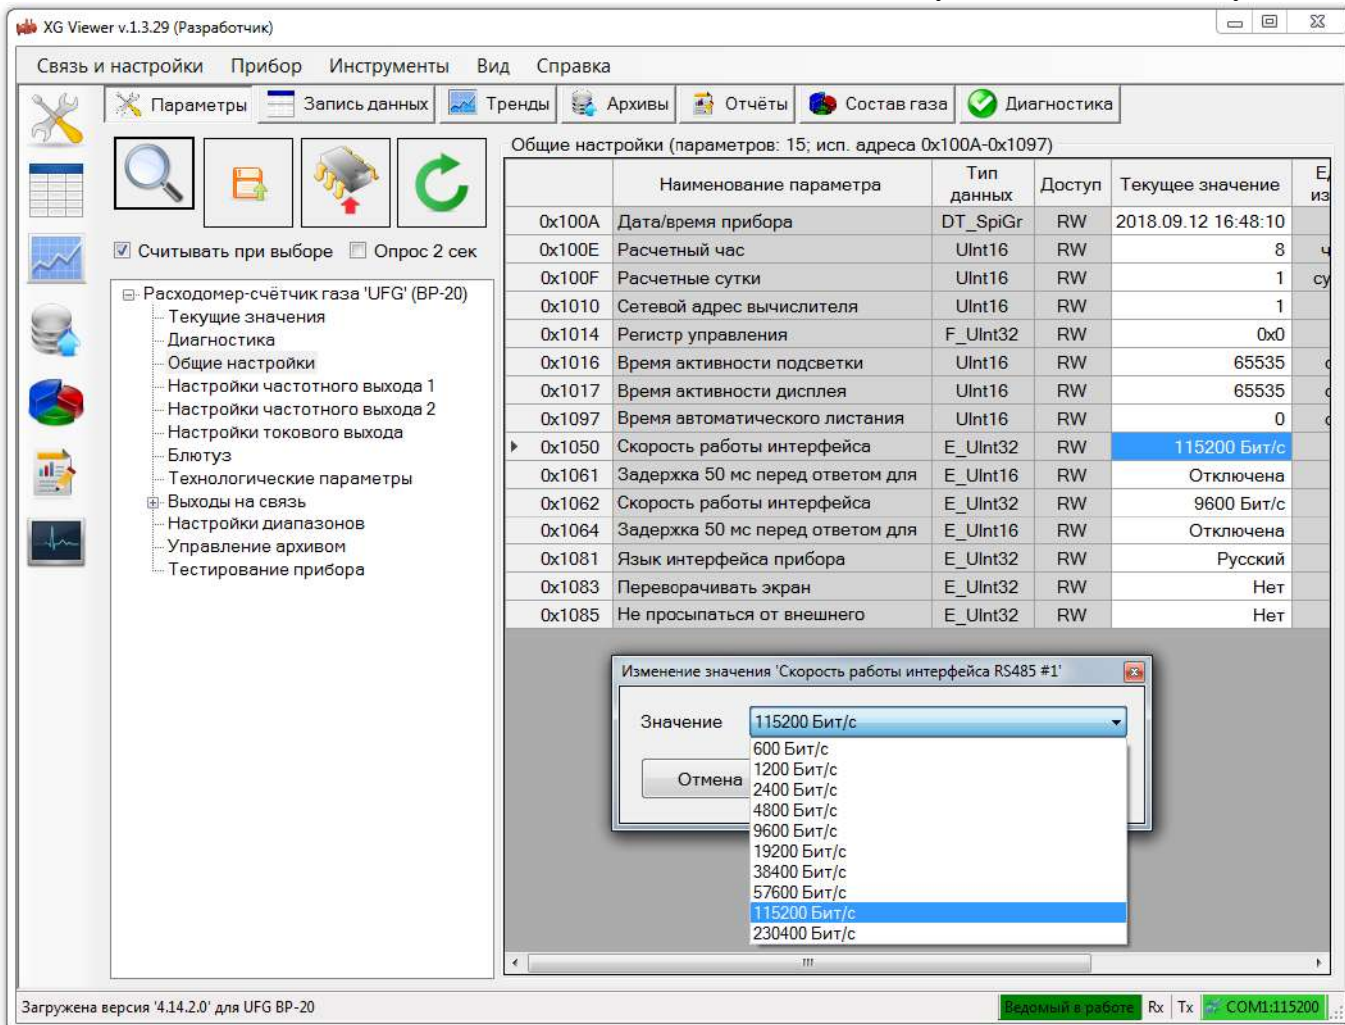 XG Viewer v.1.3.29 (Разработчик)
Связь и настройки Прибор Инструменты Вид Справка
Параметры Запись данных Тренды Архивы Отчёты Состав газа Диагностика
Считывать при выборе Опрос 2 сек
Расходомер-счётчик газа 'UFG' (BP-20)
Текущие значения
Диагностика
Общие настройки
Настройки частотного выхода 1
Настройки частотного выхода 2
Настройки токового выхода
Блютуз
Технологические параметры
Выходы на связь
Настройки диапазонов
Управление архивом
Тестирование прибора
Общие настройки (параметров: 15; исп. адреса 0x100A-0x1097)
Наименование параметра Тип данных Доступ Текущее значение
0x100A Дата/время прибора DT_SpiGr RW 2018.09.12 16:48:10
0x100E Расчетный час UInt16 RW 8 ч
0x100F Расчетные сутки UInt16 RW 1 су
0x1010 Сетевой адрес вычислителя UInt16 RW 1
0x1014 Регистр управления F_UInt32 RW 0x0
0x1016 Время активности подсветки UInt16 RW 65535
0x1017 Время активности дисплея UInt16 RW 65535
0x1097 Время автоматического листания UInt16 RW 0
0x1050 Скорость работы интерфейса E_UInt32 RW 115200 Бит/с
0x1061 Задержка 50 мс перед ответом для E_UInt16 RW Отключена
0x1062 Скорость работы интерфейса E_UInt32 RW 9600 Бит/с
0x1064 Задержка 50 мс перед ответом для E_UInt16 RW Отключена
0x1081 Язык интерфейса прибора E_UInt32 RW Русский
0x1083 Переворачивать экран E_UInt32 RW Нет
0x1085 Не просыпаться от внешнего E_UInt32 RW Нет
Изменение значения 'Скорость работы интерфейса RS485 #1'
Значение 115200 Бит/с
600 Бит/с
1200 Бит/с
Отмена
2400 Бит/с
4800 Бит/с
9600 Бит/с
19200 Бит/с
38400 Бит/с
57600 Бит/с
115200 Бит/с
230400 Бит/с
Загружена версия '4.14.2.0' для UFG BP-20 Ведомый в работе Rx Tx COM1:115200